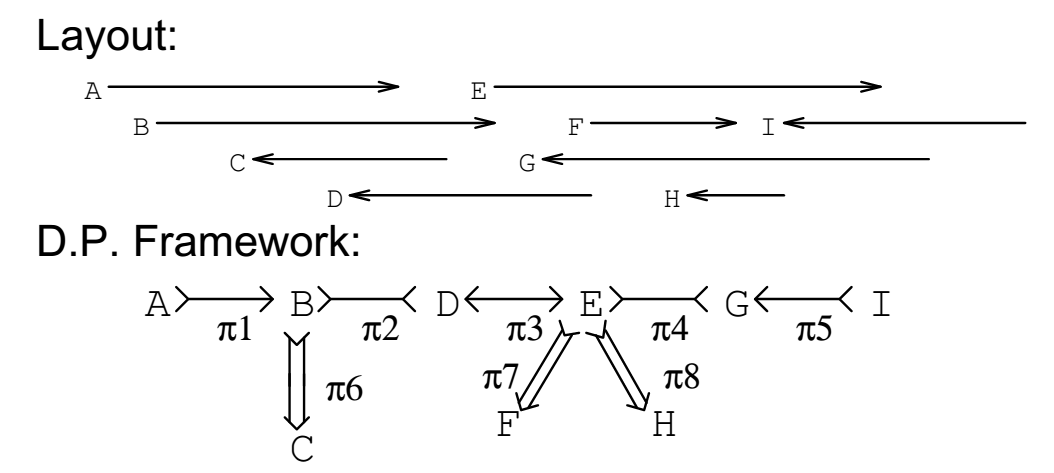 Layout:
A E
B F I
C G
D H
D.P. Framework:
A B D E G I
π1 π2 π3 π4 π5
π6 π7 π8
F H
C